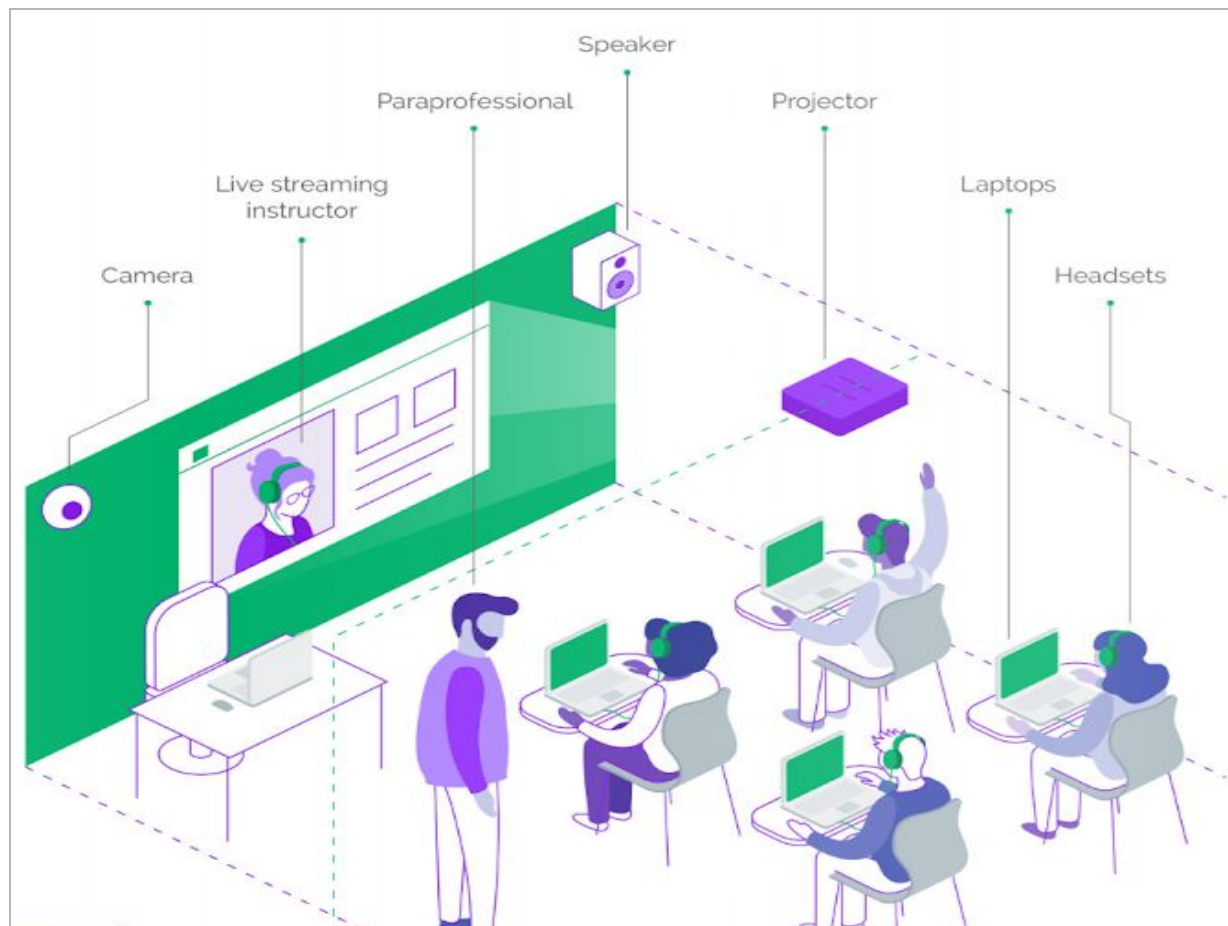 Speaker
Paraprofessional
Projector
Live streaming
instructor
Laptops
Camera
Headsets